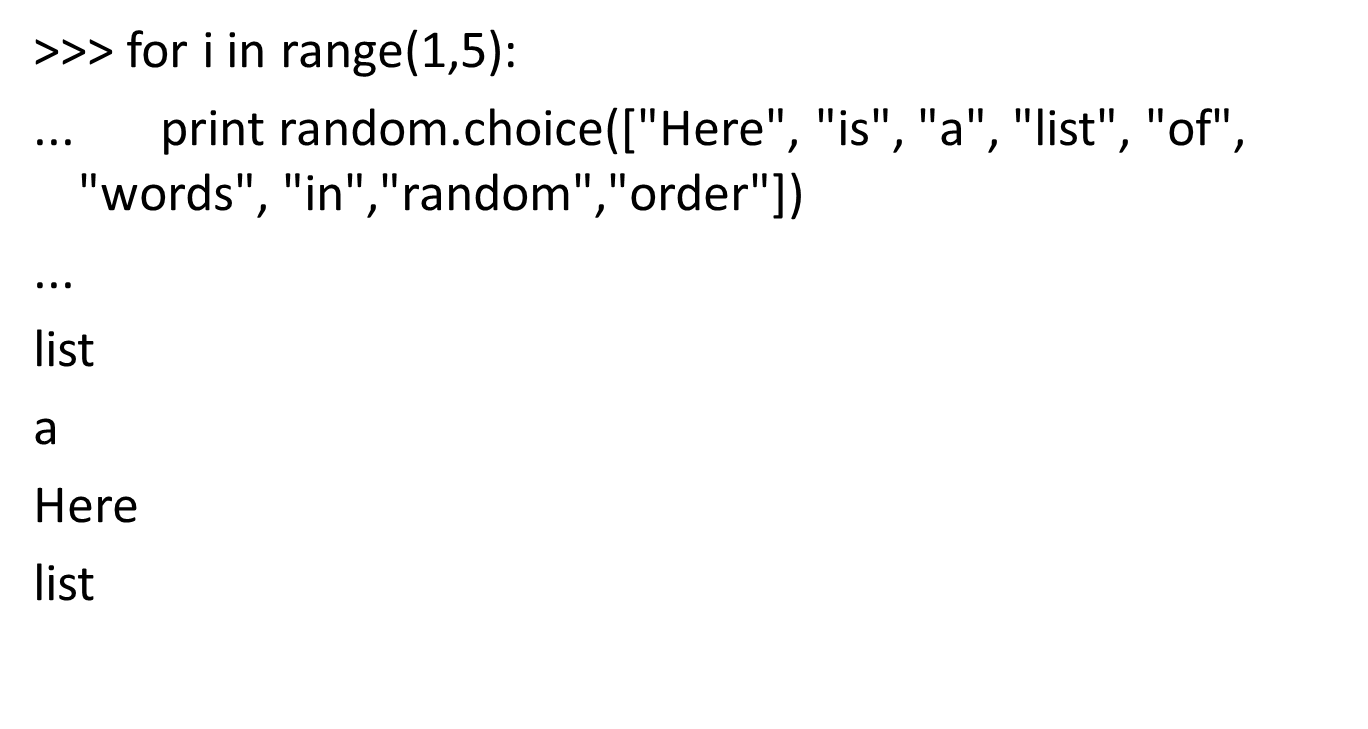 >>> for i in range(1,5):
...      print random.choice(["Here", "is", "a", "list", "of",
"words", "in","random","order"])
...
list
a
Here
list